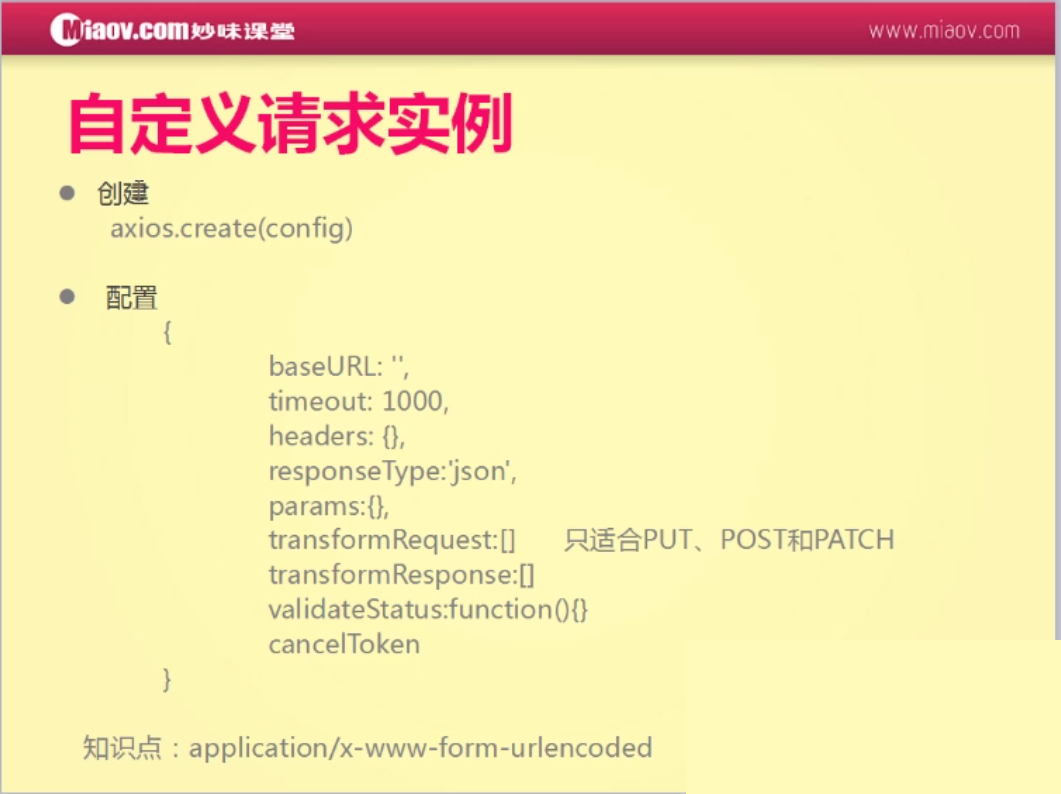 Miaov.com妙味课堂
www.miaov.com
自定义请求实例
● 创建
axios.create(config)
● 配置
{
baseURL: '',
timeout: 1000,
headers: {},
responseType:'json',
params:{},
transformRequest:[] 只适合PUT、POST和PATCH
transformResponse:[]
validateStatus:function(){}
cancelToken
}
知识点：application/x-www-form-urlencoded